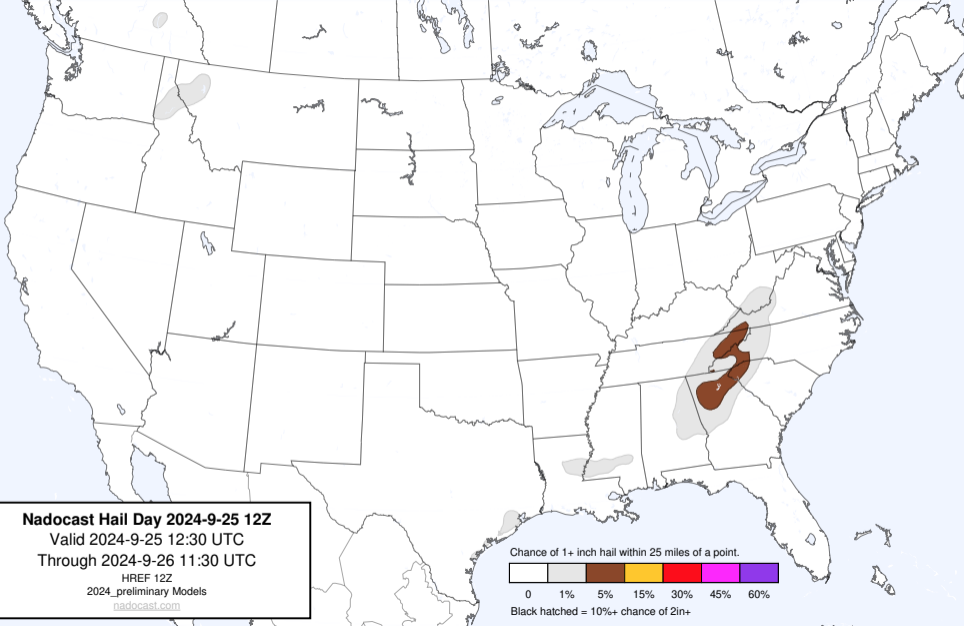 Nadocast Hail Day 2024-9-25 12Z
Valid 2024-9-25 12:30 UTC
Through 2024-9-26 11:30 UTC
HREF 12Z
2024_preliminary Models
nadocast.com
Chance of 1+ inch hail within 25 miles of a point.
0 1% 5% 15% 30% 45% 60%
Black hatched = 10%+ chance of 2in+